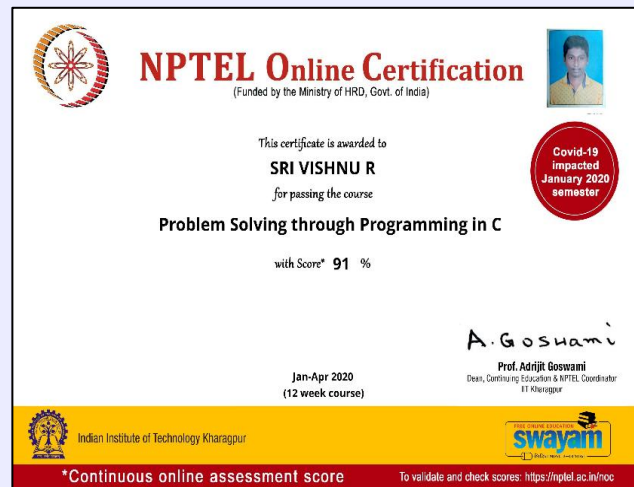 NPTEL Online Certification
(Funded by the Ministry of HRD, Govt. of India)
This certificate is awarded to
SRI VISHNU R
for passing the course
Problem Solving through Programming in C
with Score* 91 %
Covid-19
impacted
January 2020
semester
A. Goswami
Prof. Adrijit Goswami
Dean, Continuing Education & NPTEL Coordinator
IIT Kharagpur
Jan-Apr 2020
(12 week course)
Indian Institute of Technology Kharagpur
FREE ONLINE EDUCATION
swayam
*Continuous online assessment score
To validate and check scores: https://nptel.ac.in/noc